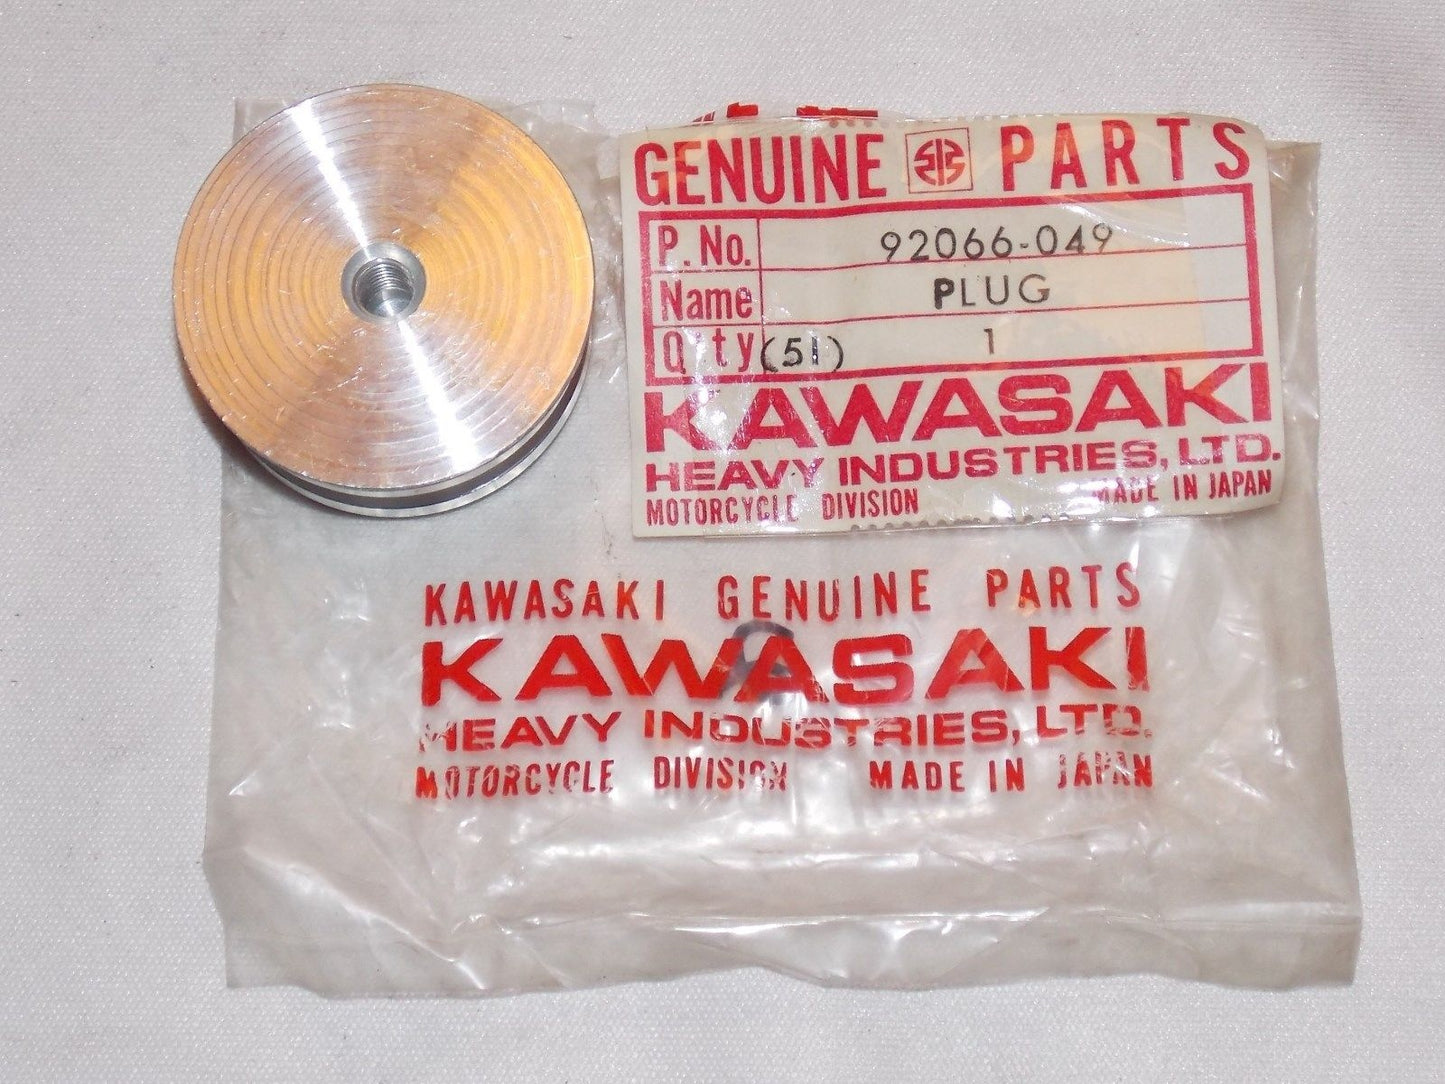 GENUINE PARTS
P. No. 92066-049
Name PLUG
Q'ty (51) 1
KAWASAKI
HEAVY INDUSTRIES, LTD.
MOTORCYCLE DIVISION MADE IN JAPAN
KAWASAKI GENUINE PARTS
KAWASAKI
HEAVY INDUSTRIES, LTD.
MOTORCYCLE DIVISION MADE IN JAPAN